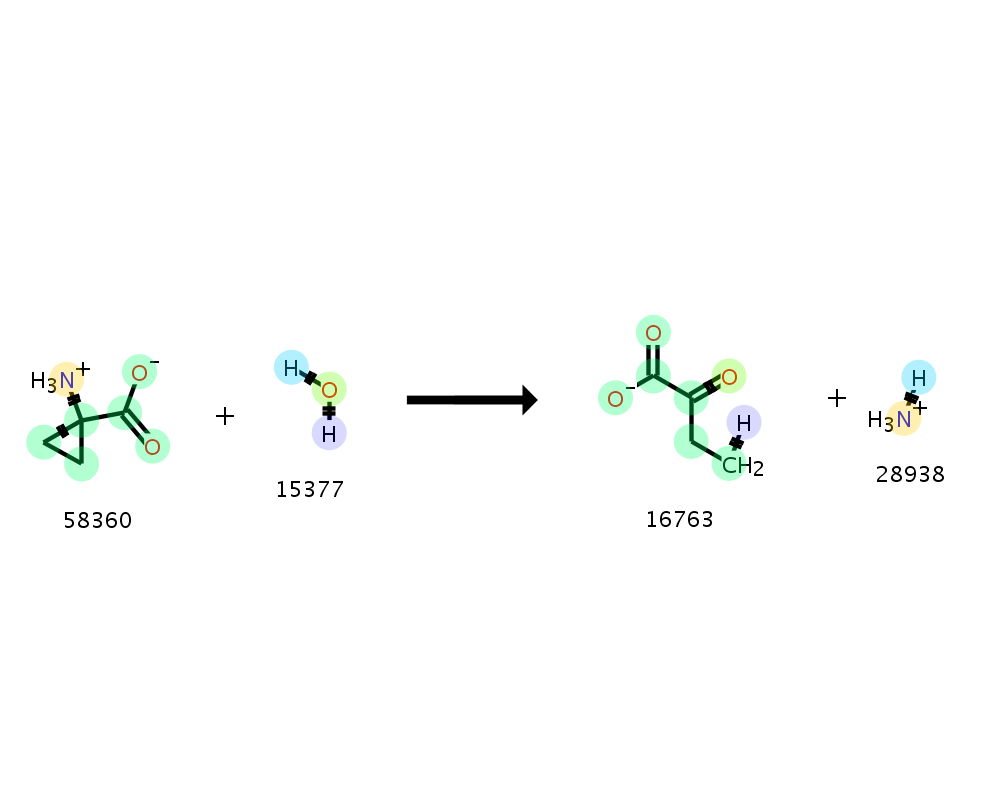 H3N+ O− O
58360
+
H O H
15377
O O− O H CH2
16763
+
H H3N+
28938